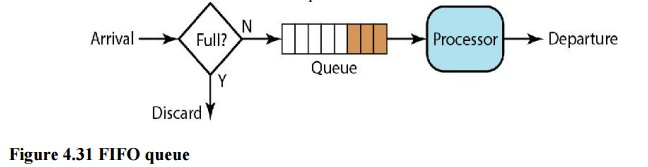 Arrival
Full?
N
Processor
Departure
Queue
Y
Discard
Figure 4.31 FIFO queue